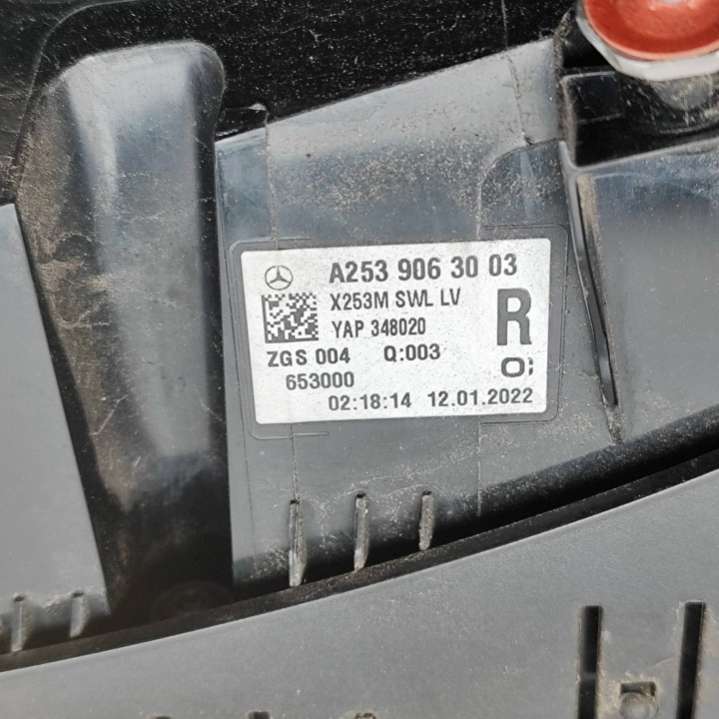 A253 906 30 03
X253M SWL LV
YAP 348020
R
ZGS 004 Q:003
653000
02:18:14 12.01.2022